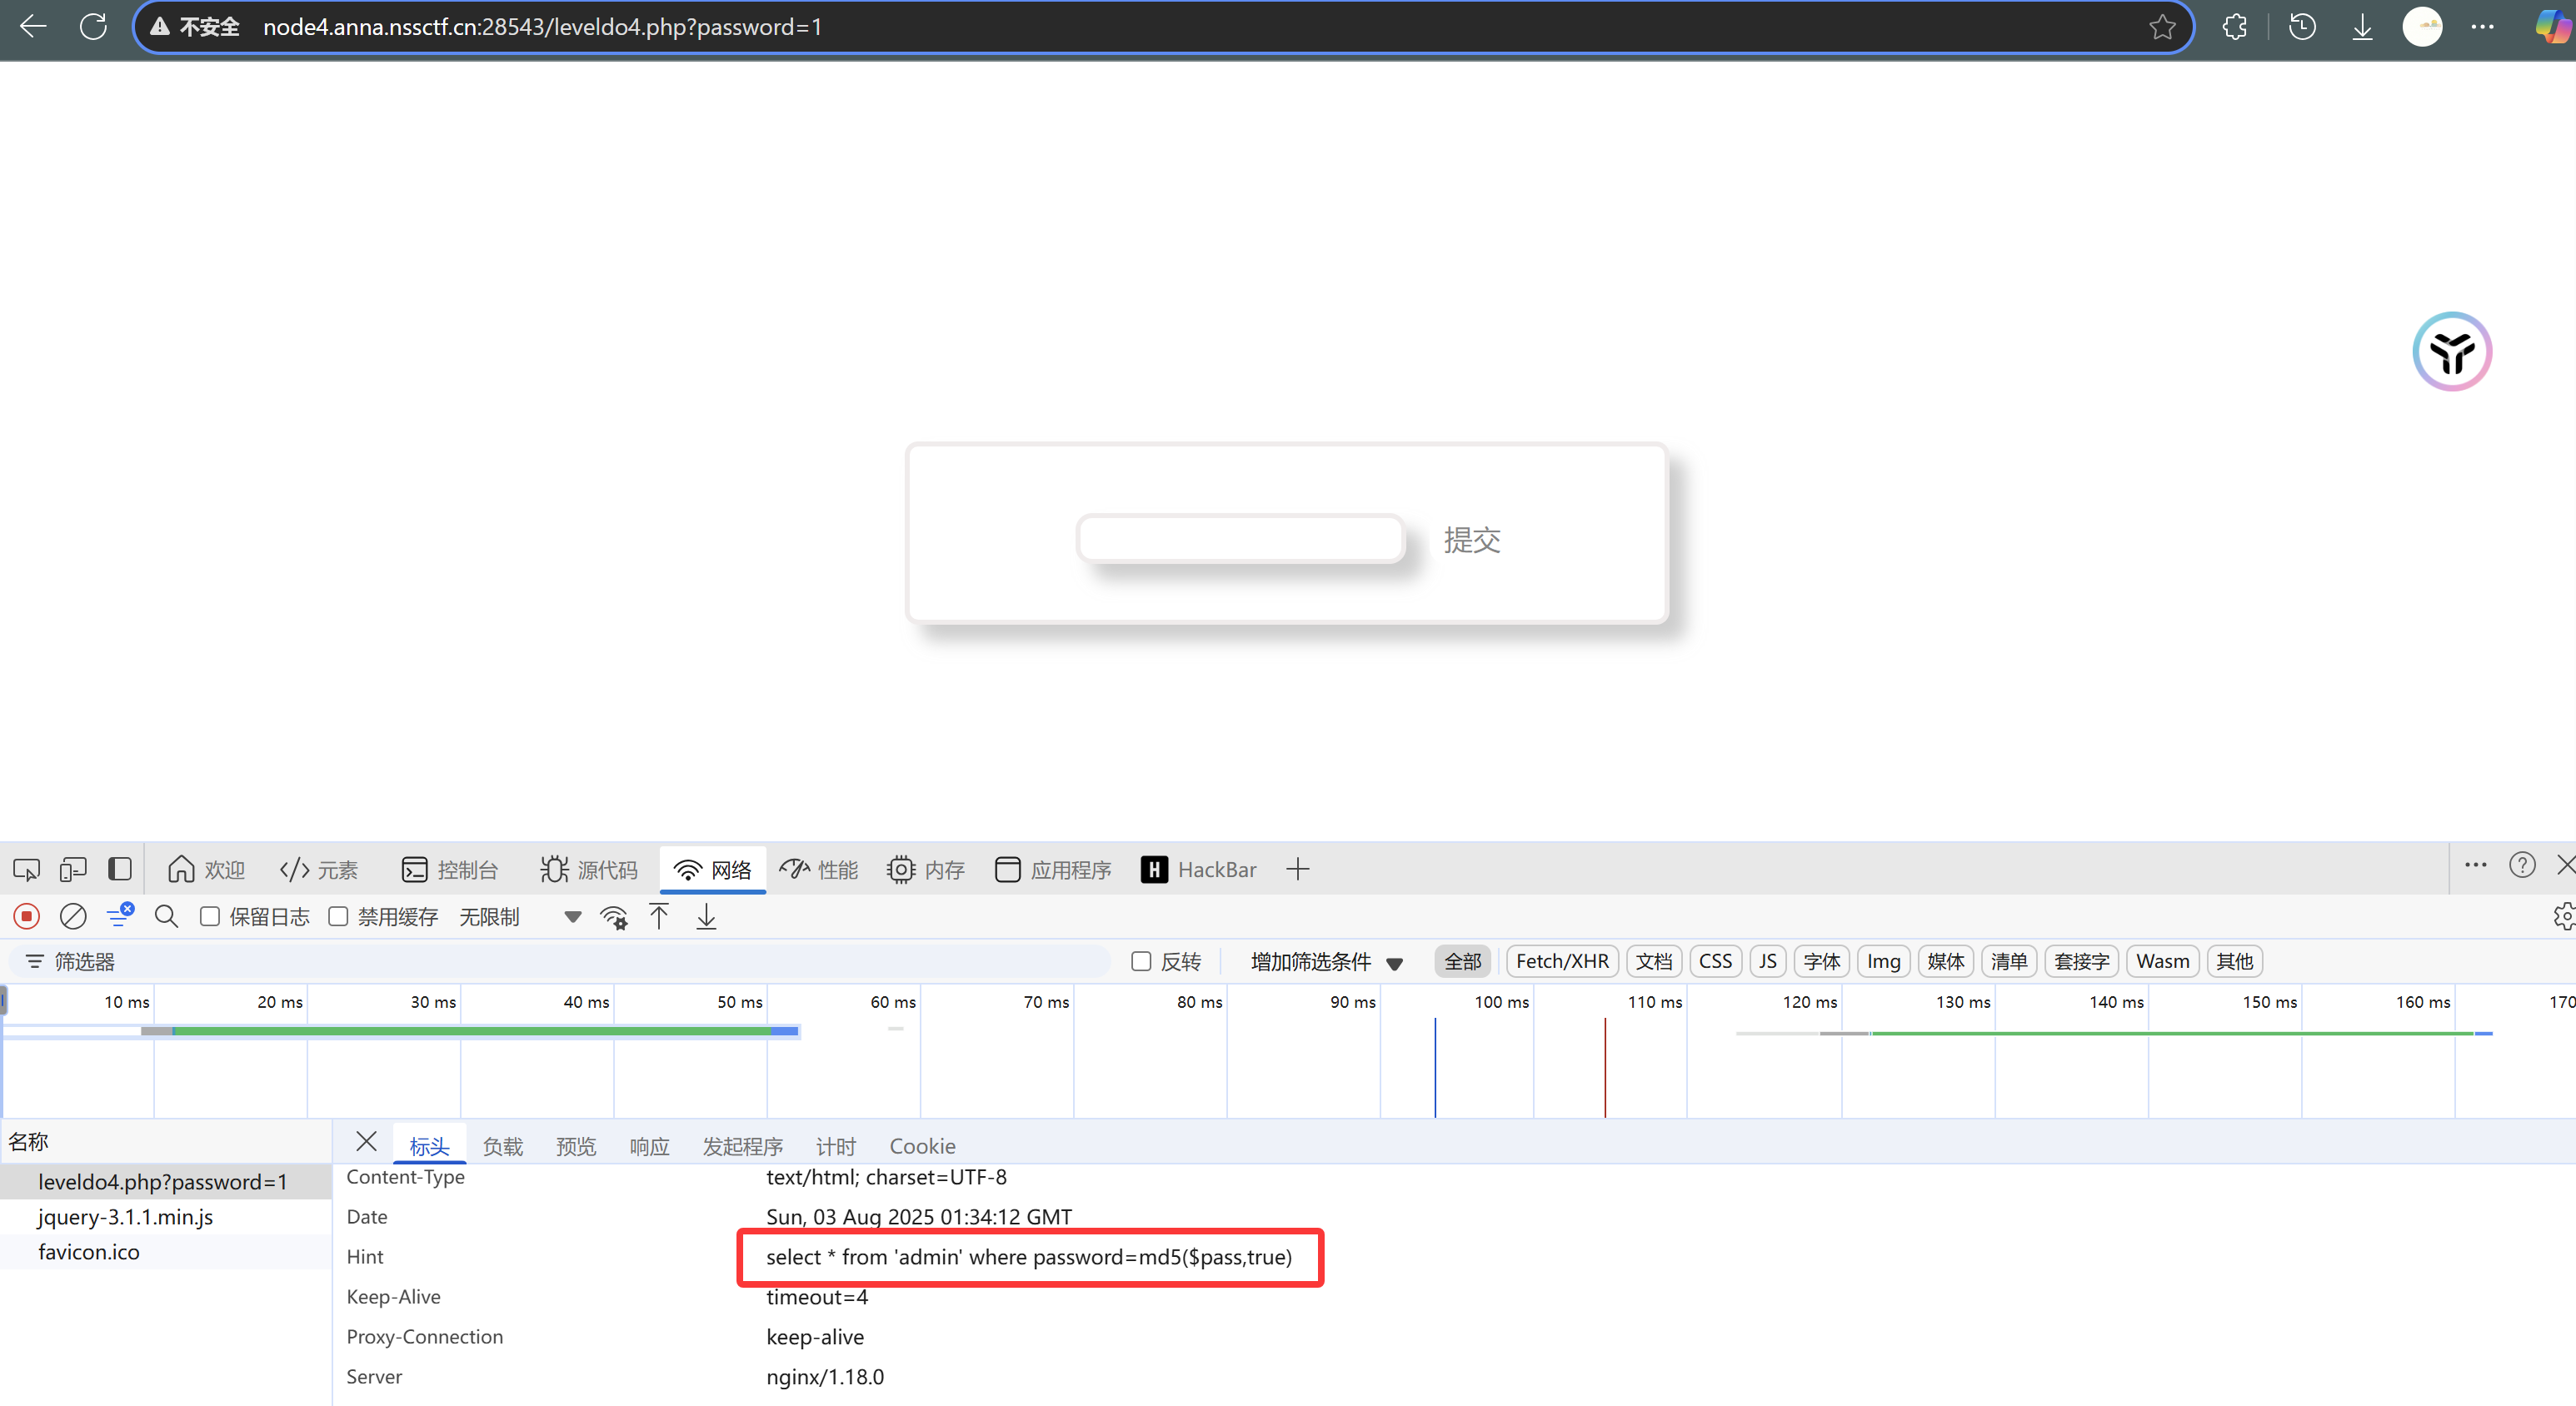 不安全 node4.anna.nssctf.cn:28543/leveldo4.php?password=1
提交
欢迎 元素 控制台 源代码 网络 性能 内存 应用程序 H HackBar
保留日志 禁用缓存 无限制
筛选器 反转 增加筛选条件 全部 Fetch/XHR 文档 CSS JS 字体 Img 媒体 清单 套接字 Wasm 其他
10 ms 20 ms 30 ms 40 ms 50 ms 60 ms 70 ms 80 ms 90 ms 100 ms 110 ms 120 ms 130 ms 140 ms 150 ms 160 ms 170
名称 标头 负载 预览 响应 发起程序 计时 Cookie
leveldo4.php?password=1 Content-Type text/html; charset=UTF-8
jquery-3.1.1.min.js Date Sun, 03 Aug 2025 01:34:12 GMT
favicon.ico Hint select * from 'admin' where password=md5($pass,true)
Keep-Alive timeout=4
Proxy-Connection keep-alive
Server nginx/1.18.0